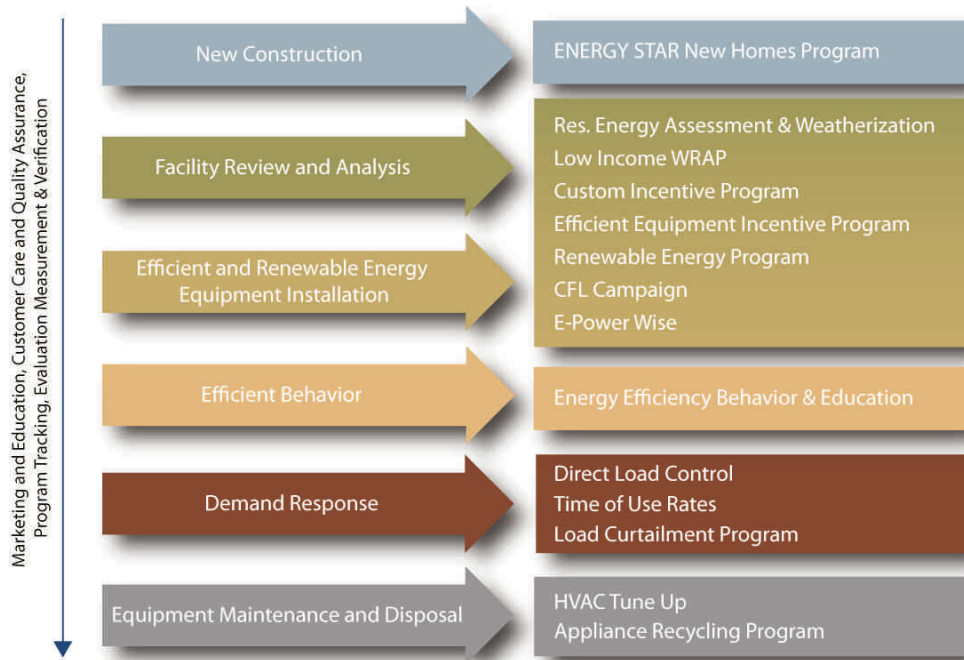 Marketing and Education, Customer Care and Quality Assurance,
Program Tracking, Evaluation Measurement & Verification
New Construction
ENERGY STAR New Homes Program
Facility Review and Analysis
Efficient and Renewable Energy
Equipment Installation
Res. Energy Assessment & Weatherization
Low Income WRAP
Custom Incentive Program
Efficient Equipment Incentive Program
Renewable Energy Program
CFL Campaign
E-Power Wise
Efficient Behavior
Energy Efficiency Behavior & Education
Demand Response
Direct Load Control
Time of Use Rates
Load Curtailment Program
Equipment Maintenance and Disposal
HVAC Tune Up
Appliance Recycling Program